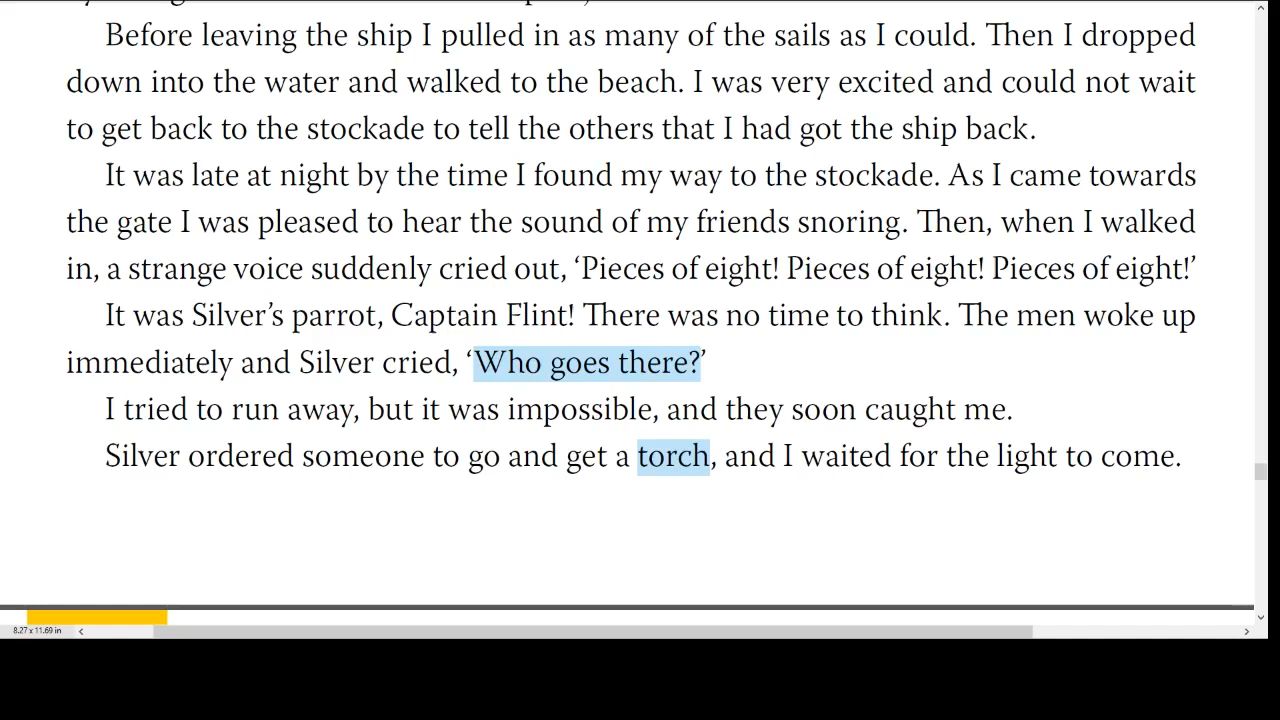 Before leaving the ship I pulled in as many of the sails as I could. Then I dropped
down into the water and walked to the beach. I was very excited and could not wait
to get back to the stockade to tell the others that I had got the ship back.
It was late at night by the time I found my way to the stockade. As I came towards
the gate I was pleased to hear the sound of my friends snoring. Then, when I walked
in, a strange voice suddenly cried out, ‘Pieces of eight! Pieces of eight! Pieces of eight!’
It was Silver’s parrot, Captain Flint! There was no time to think. The men woke up
immediately and Silver cried, ‘Who goes there?’
I tried to run away, but it was impossible, and they soon caught me.
Silver ordered someone to go and get a torch, and I waited for the light to come.
8.27 x 11.69 in